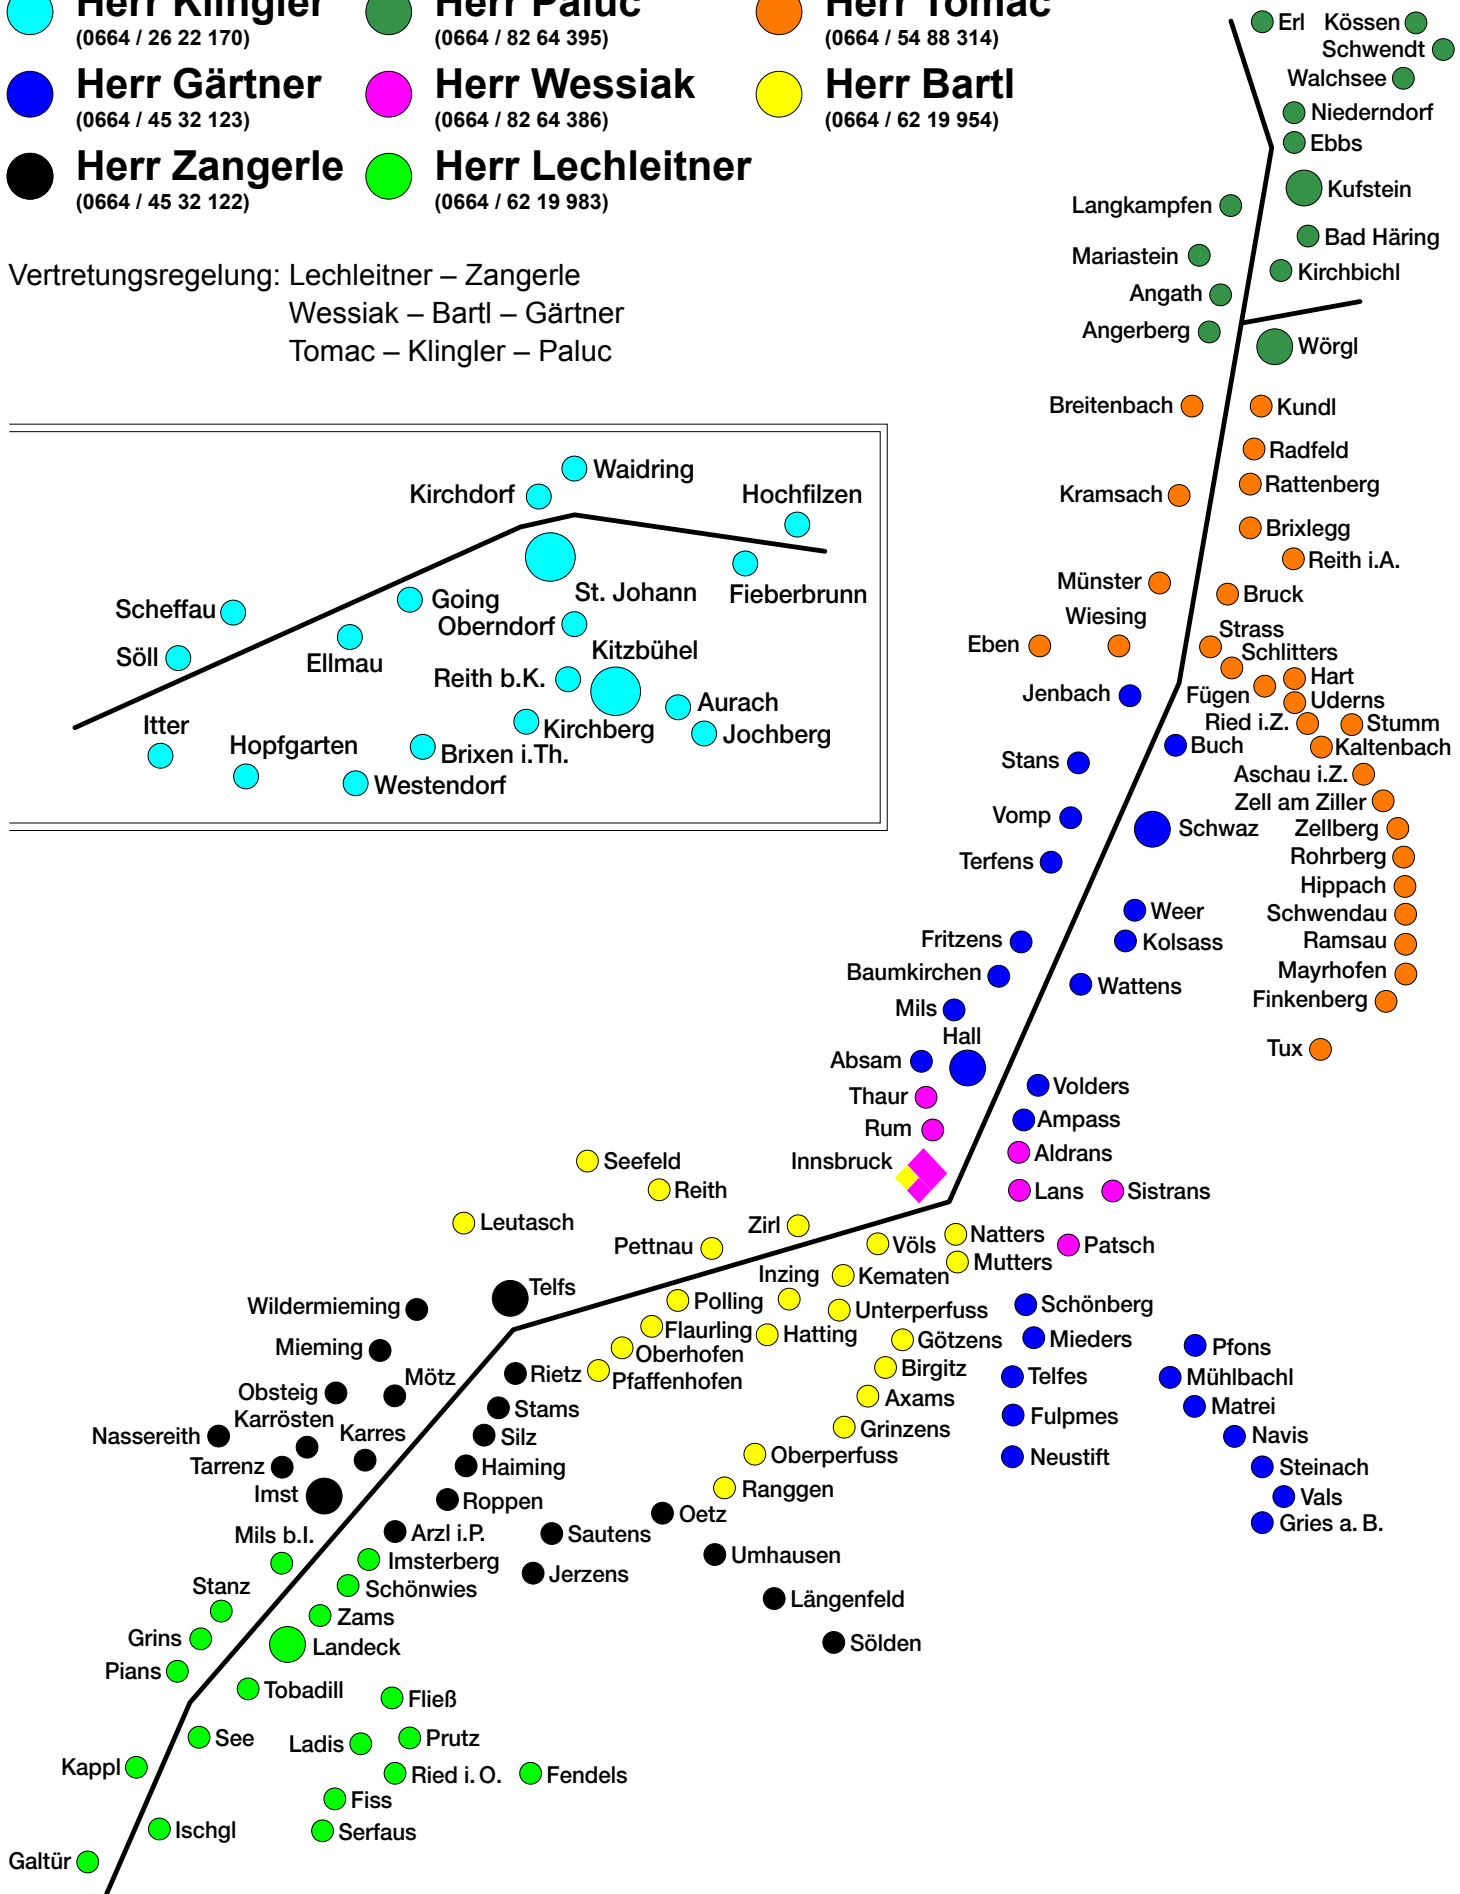 Herr Klingler
(0664 / 26 22 170)
Herr Paluc
(0664 / 82 64 395)
Herr Tomac
(0664 / 54 88 314)
Herr Gärtner
(0664 / 45 32 123)
Herr Wessiak
(0664 / 82 64 386)
Herr Bartl
(0664 / 62 19 954)
Herr Zangerle
(0664 / 45 32 122)
Herr Lechleitner
(0664 / 62 19 983)
Vertretungsregelung: Lechleitner – Zangerle
Wessiak – Bartl – Gärtner
Tomac – Klingler – Paluc
Waidring
Kirchdorf
Hochfilzen
St. Johann
Fieberbrunn
Going
Scheffau
Oberndorf
Kitzbühel
Söll
Ellmau
Reith b.K.
Aurach
Itter
Kirchberg
Jochberg
Hopfgarten
Brixen i.Th.
Westendorf
Erl
Kössen
Schwendt
Walchsee
Niederndorf
Ebbs
Kufstein
Langkampfen
Bad Häring
Mariastein
Kirchbichl
Angath
Angerberg
Wörgl
Breitenbach
Kundl
Radfeld
Rattenberg
Kramsach
Brixlegg
Reith i.A.
Münster
Bruck
Wiesing
Strass
Eben
Schlitters
Hart
Jenbach
Fügen
Uderns
Ried i.Z.
Stumm
Buch
Kaltenbach
Stans
Aschau i.Z.
Zell am Ziller
Vomp
Schwaz
Zellberg
Terfens
Rohrberg
Hippach
Weer
Schwendau
Fritzens
Kolsass
Ramsau
Baumkirchen
Mayrhofen
Wattens
Finkenberg
Mils
Hall
Tux
Absam
Volders
Thaur
Ampass
Rum
Aldrans
Innsbruck
Lans
Sistrans
Seefeld
Reith
Leutasch
Zirl
Natters
Pettnau
Völs
Patsch
Mutters
Inzing
Kematen
Telfs
Polling
Unterperfuss
Schönberg
Wildermieming
Flaurling
Hatting
Götzens
Mieders
Pfons
Mieming
Oberhofen
Birgitz
Rietz
Pfaffenhofen
Telfes
Mühlbachl
Mötz
Obsteig
Axams
Matrei
Stams
Karrösten
Fulpmes
Nassereith
Karres
Silz
Grinzens
Navis
Tarrenz
Haiming
Oberperfuss
Neustift
Steinach
Imst
Roppen
Ranggen
Vals
Oetz
Gries a. B.
Mils b.I.
Arzl i.P.
Sautens
Imsterberg
Umhausen
Stanz
Schönwies
Jerzens
Längenfeld
Zams
Grins
Landeck
Sölden
Pians
Tobadill
Fließ
See
Ladis
Prutz
Kappl
Ried i. O.
Fendels
Fiss
Ischgl
Serfaus
Galtür